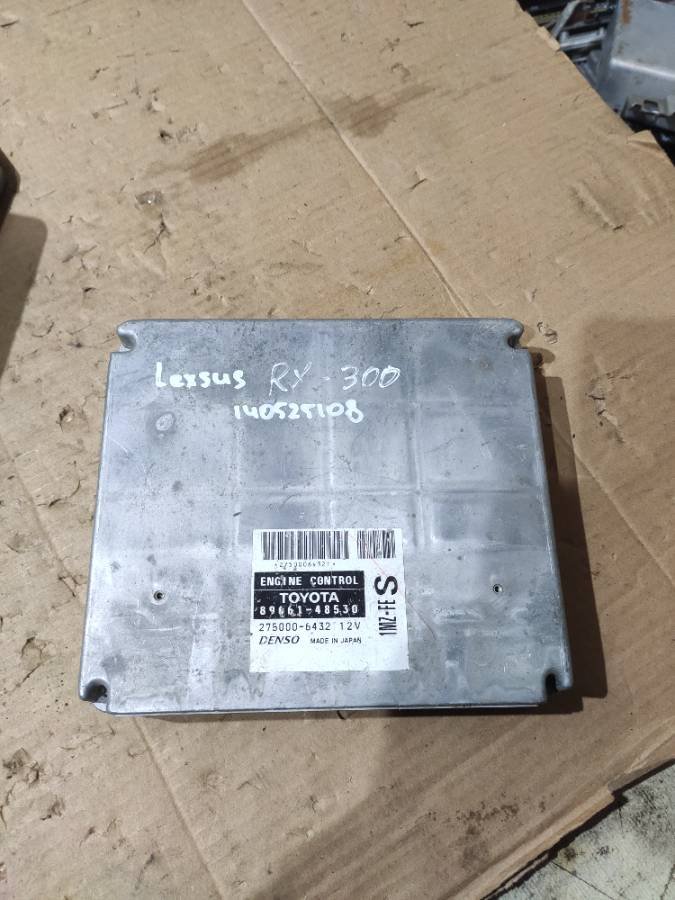 Lexsus RX-300
140525108
ENGINE CONTROL
TOYOTA
89661-48530
275000-6432 12V
DENSO MADE IN JAPAN
1MZ-FE S